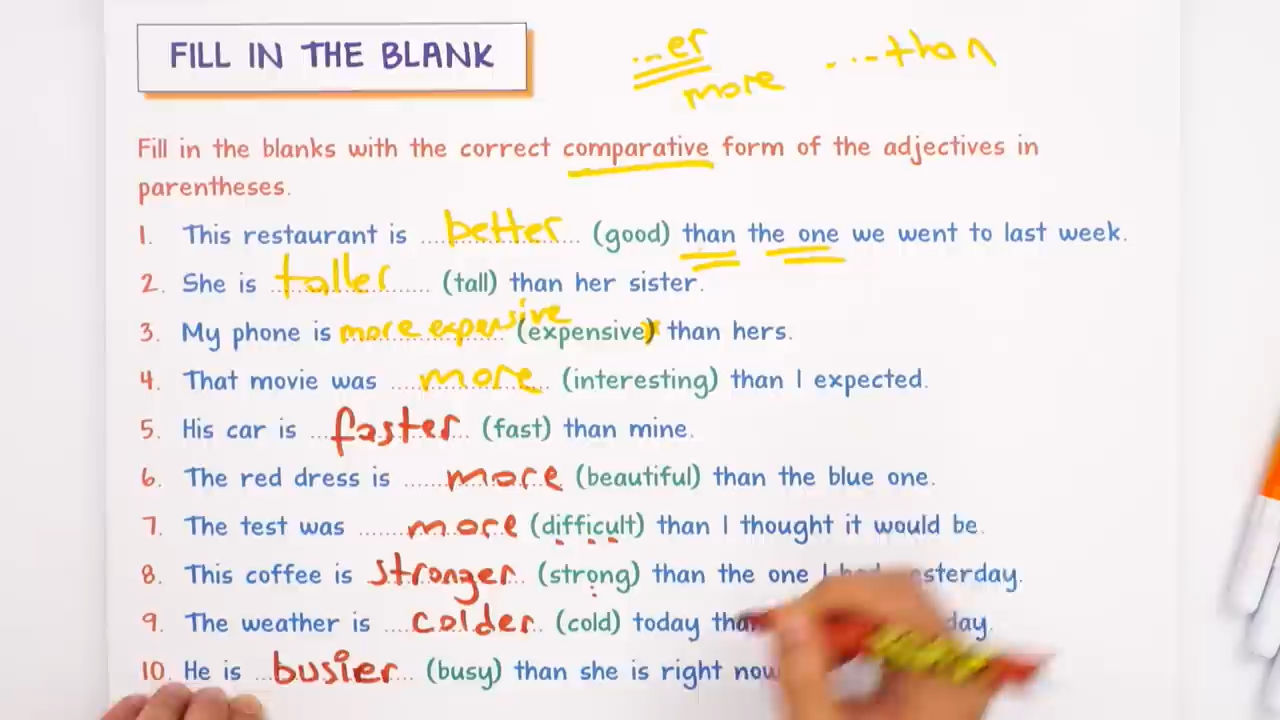 FILL IN THE BLANK
...er ...than
more
Fill in the blanks with the correct comparative form of the adjectives in
parentheses.
1. This restaurant is ...better... (good) than the one we went to last week.
2. She is ...taller... (tall) than her sister.
3. My phone is more expensive (expensive) than hers.
4. That movie was ...more... (interesting) than I expected.
5. His car is ...faster... (fast) than mine.
6. The red dress is ...more... (beautiful) than the blue one.
7. The test was ...more (difficult) than I thought it would be.
8. This coffee is stronger (strong) than the one I had yesterday.
9. The weather is ...colder... (cold) today than
10. He is ...busier... (busy) than she is right now